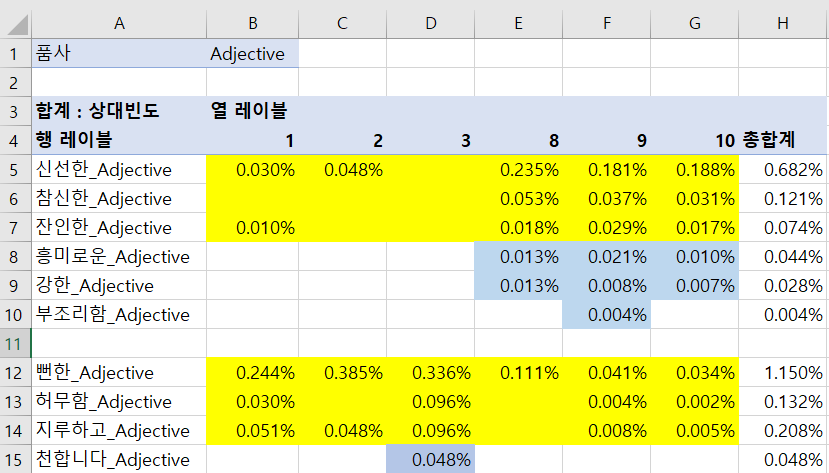 A B C D E F G H
1 품사 Adjective
2
3 합계 : 상대빈도 열 레이블
4 행 레이블 1 2 3 8 9 10 총합계
5 신선한_Adjective 0.030% 0.048% 0.235% 0.181% 0.188% 0.682%
6 참신한_Adjective 0.053% 0.037% 0.031% 0.121%
7 잔인한_Adjective 0.010% 0.018% 0.029% 0.017% 0.074%
8 흥미로운_Adjective 0.013% 0.021% 0.010% 0.044%
9 강한_Adjective 0.013% 0.008% 0.007% 0.028%
10 부조리함_Adjective 0.004% 0.004%
11
12 뻔한_Adjective 0.244% 0.385% 0.336% 0.111% 0.041% 0.034% 1.150%
13 허무함_Adjective 0.030% 0.096% 0.004% 0.002% 0.132%
14 지루하고_Adjective 0.051% 0.048% 0.096% 0.008% 0.005% 0.208%
15 천합니다_Adjective 0.048% 0.048%